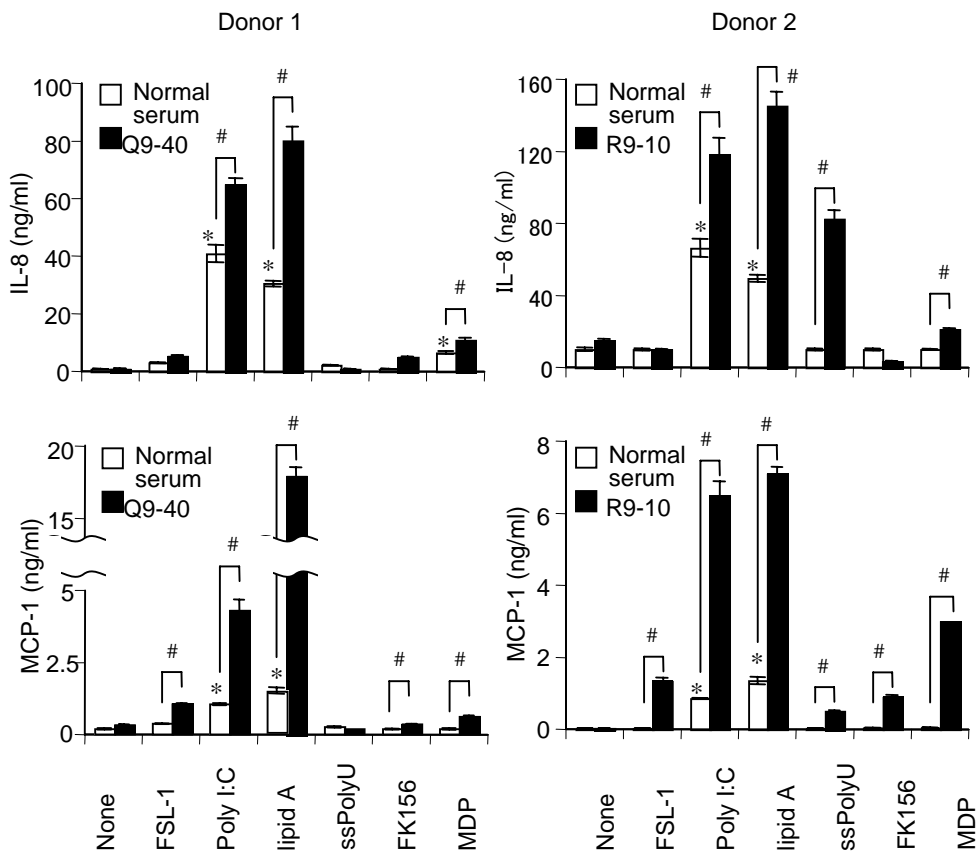 Donor 1
Donor 2
#
100
80
60
40
20
0
IL-8 (ng/ml)
Normal
serum
Q9-40
*
#
*
#
*
#
160
120
80
40
0
IL-8 (ng/ml)
Normal
serum
R9-10
*
#
*
#
#
#
20
15
5
2.5
0
MCP-1 (ng/ml)
Normal
serum
Q9-40
#
*
#
*
#
#
#
8
6
4
2
0
MCP-1 (ng/ml)
Normal
serum
R9-10
#
*
#
*
#
#
#
#
None
FSL-1
Poly I:C
lipid A
ssPolyU
FK156
MDP
None
FSL-1
Poly I:C
lipid A
ssPolyU
FK156
MDP